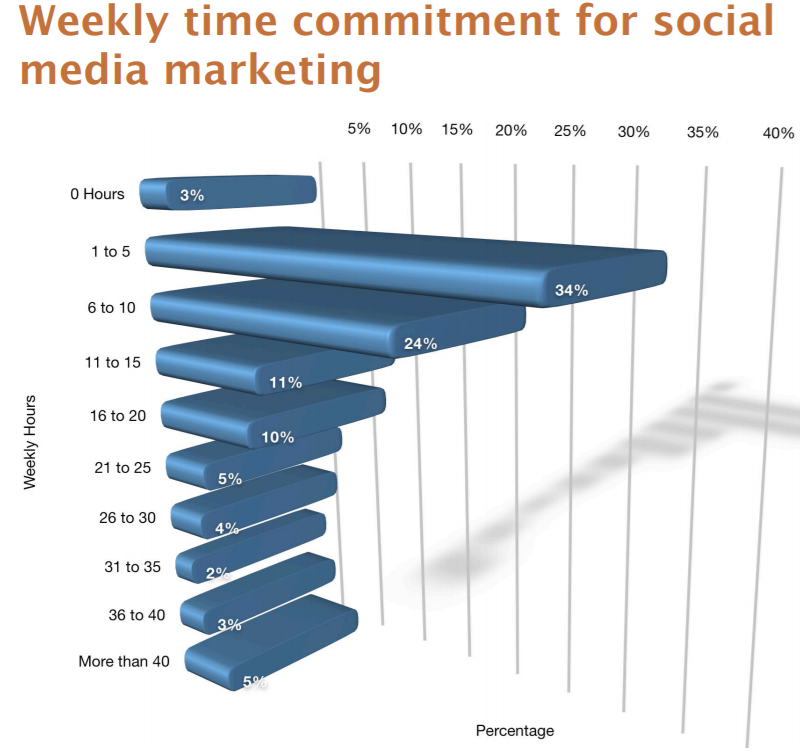 Weekly time commitment for social
media marketing
5% 10% 15% 20% 25% 30% 35% 40%
0 Hours 3%
1 to 5 34%
6 to 10 24%
11 to 15 11%
16 to 20 10%
21 to 25 5%
26 to 30 4%
31 to 35 2%
36 to 40 3%
More than 40 5%
Weekly Hours
Percentage